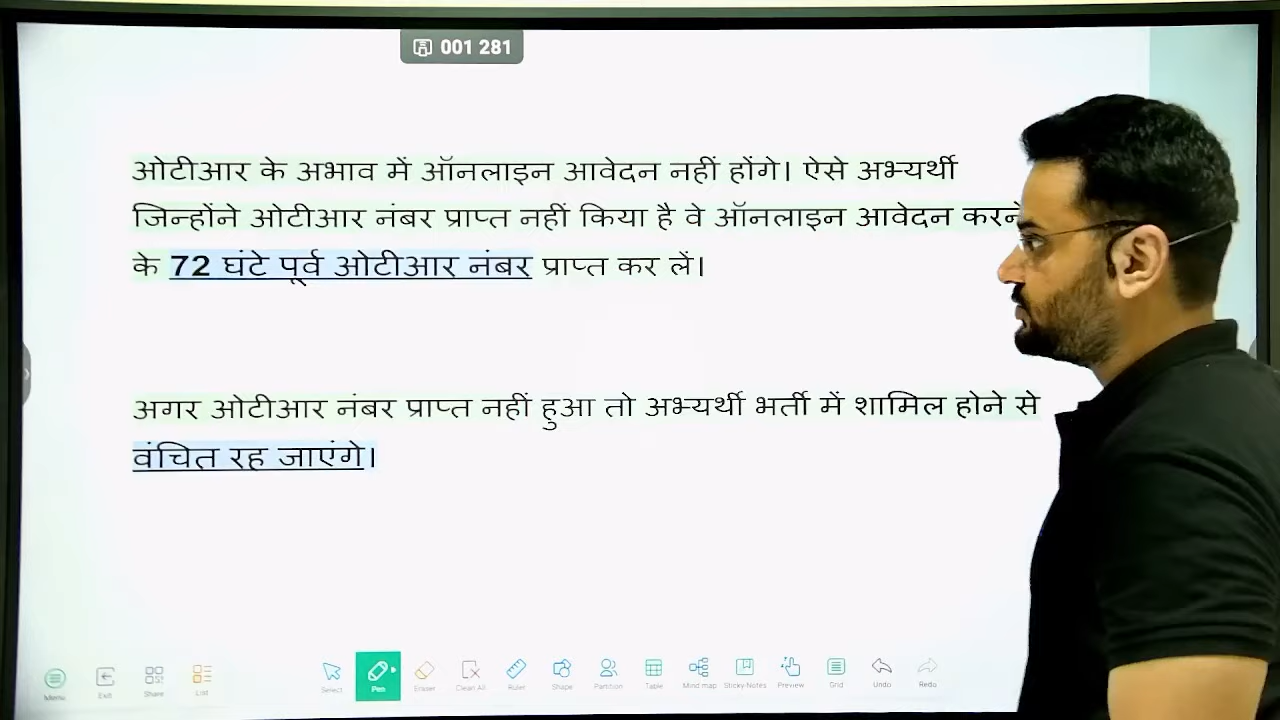 001 281
ओटीआर के अभाव में ऑनलाइन आवेदन नहीं होंगे। ऐसे अभ्यर्थी
जिन्होंने ओटीआर नंबर प्राप्त नहीं किया है वे ऑनलाइन आवेदन करने
के 72 घंटे पूर्व ओटीआर नंबर प्राप्त कर लें।
अगर ओटीआर नंबर प्राप्त नहीं हुआ तो अभ्यर्थी भर्ती में शामिल होने से
वंचित रह जाएंगे।
Menu Exit Share List Select Pen Eraser Clean All Ruler Shape Partition Table Mind map Sticky-Notes Preview Grid Undo Redo